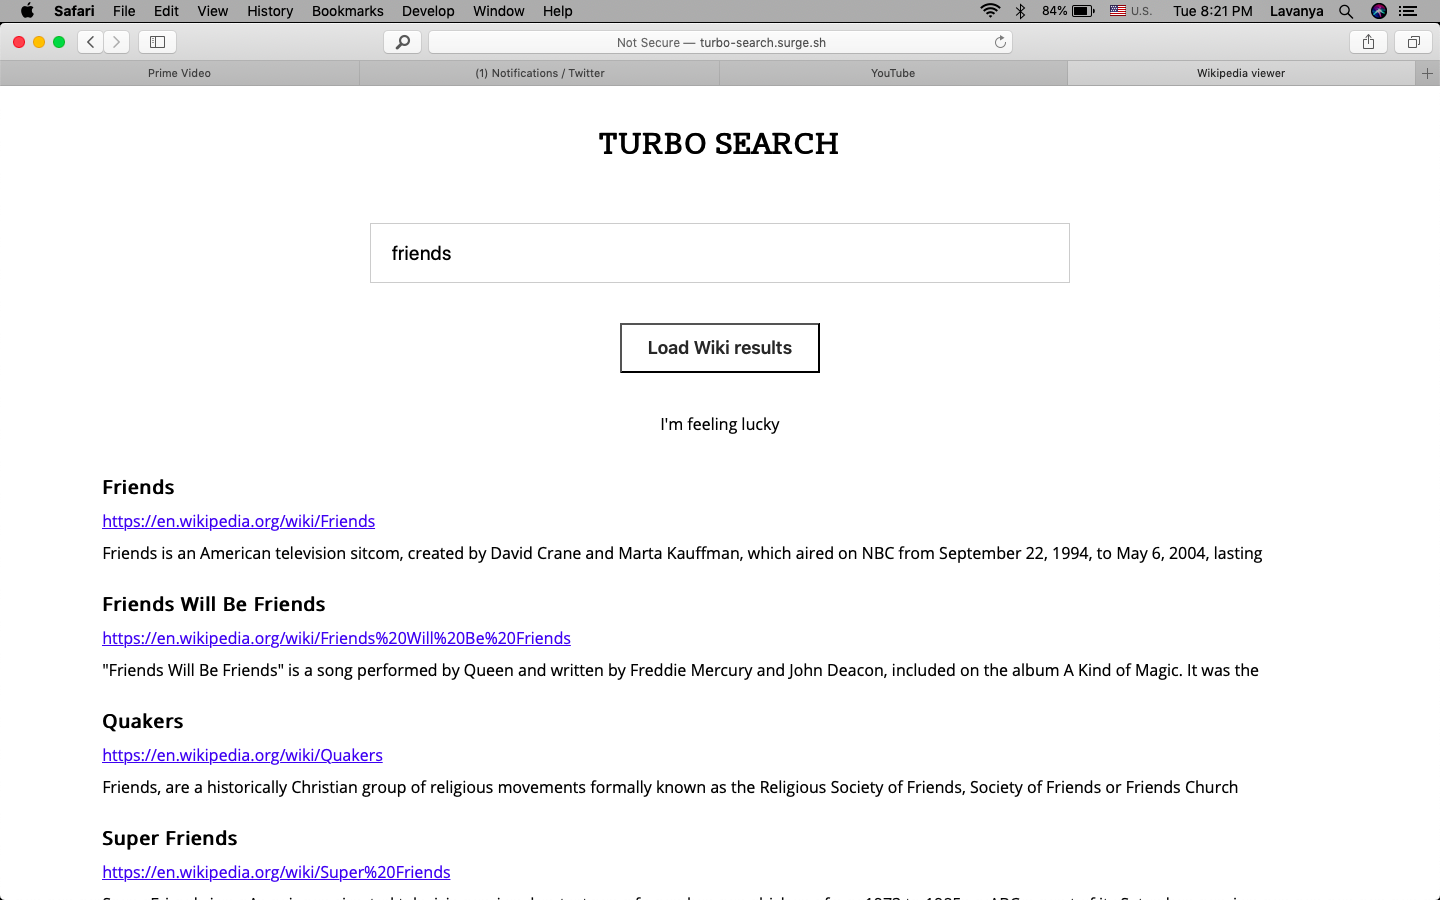 Safari File Edit View History Bookmarks Develop Window Help 84% U.S. Tue 8:21 PM Lavanya
Not Secure — turbo-search.surge.sh
Prime Video (1) Notifications / Twitter YouTube Wikipedia viewer
TURBO SEARCH
friends
Load Wiki results
I'm feeling lucky
Friends
https://en.wikipedia.org/wiki/Friends
Friends is an American television sitcom, created by David Crane and Marta Kauffman, which aired on NBC from September 22, 1994, to May 6, 2004, lasting
Friends Will Be Friends
https://en.wikipedia.org/wiki/Friends%20Will%20Be%20Friends
"Friends Will Be Friends" is a song performed by Queen and written by Freddie Mercury and John Deacon, included on the album A Kind of Magic. It was the
Quakers
https://en.wikipedia.org/wiki/Quakers
Friends, are a historically Christian group of religious movements formally known as the Religious Society of Friends, Society of Friends or Friends Church
Super Friends
https://en.wikipedia.org/wiki/Super%20Friends